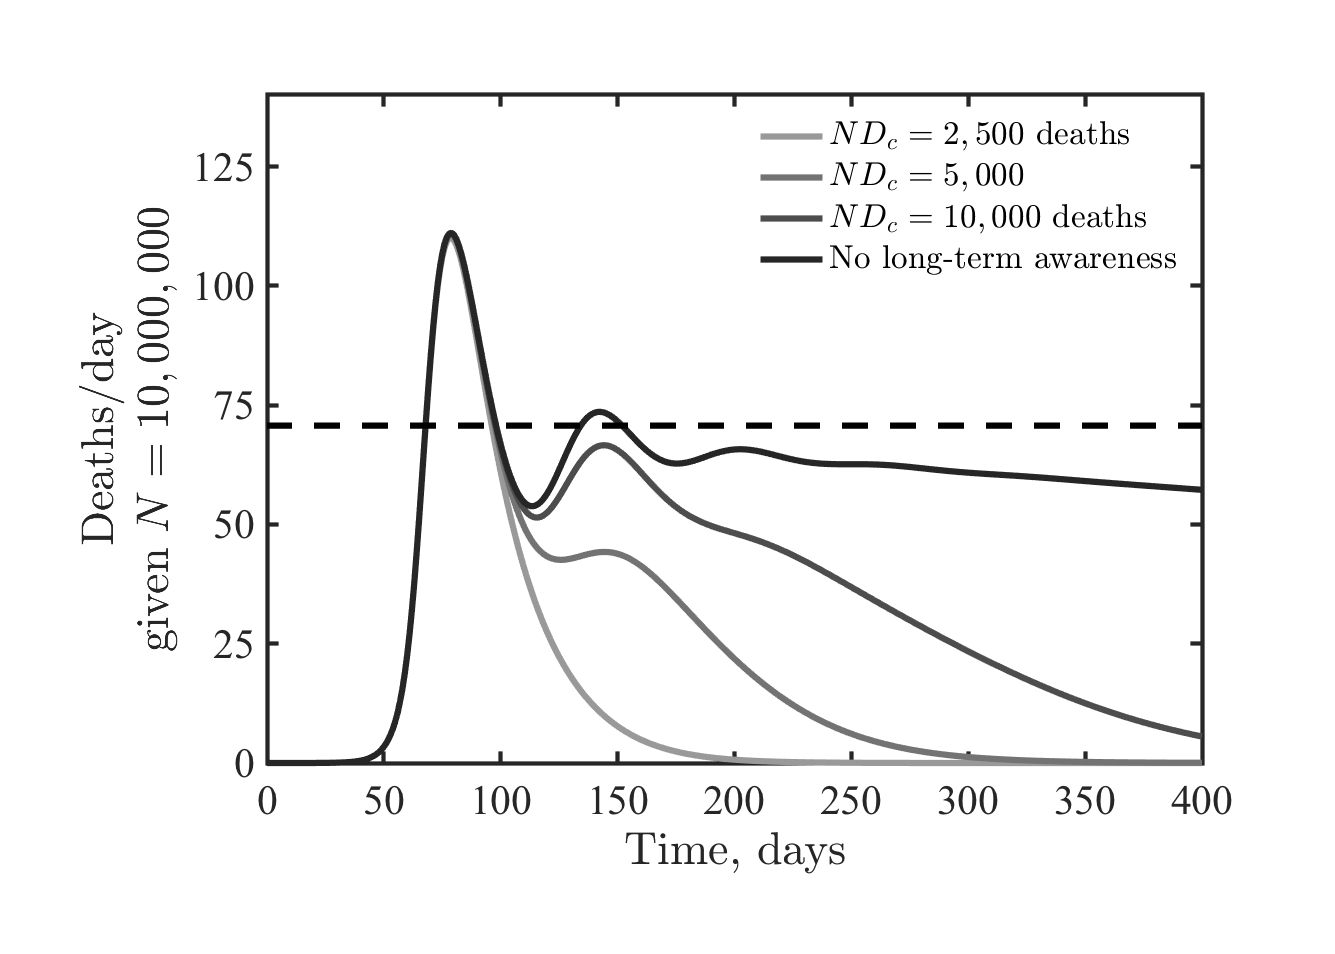 Deaths/day
given N = 10,000,000
125
100
75
50
25
0
0 50 100 150 200 250 300 350 400
Time, days
ND_c = 2,500 deaths
ND_c = 5,000
ND_c = 10,000 deaths
No long-term awareness